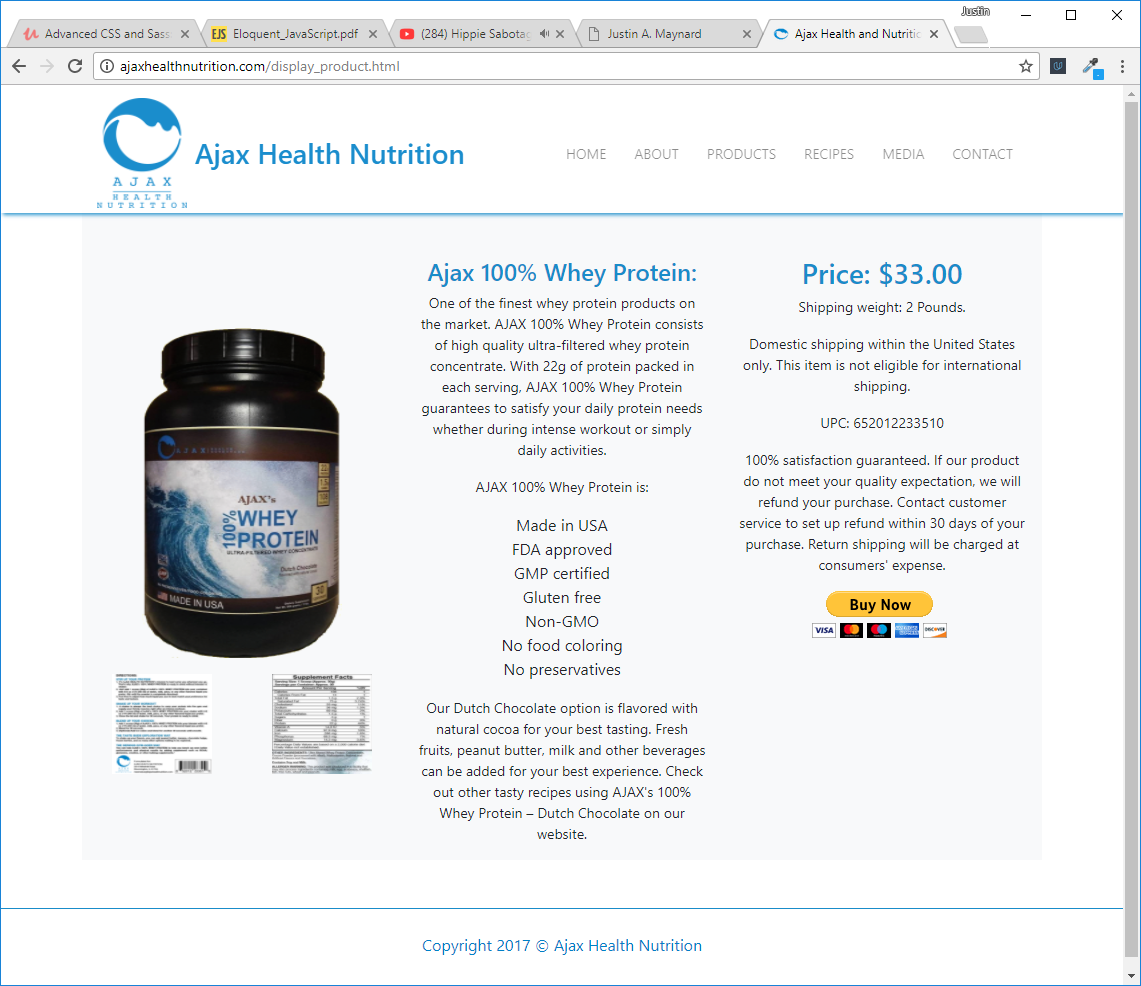 Justin
Advanced CSS and Sass
EJS Eloquent_JavaScript.pdf
(284) Hippie Sabotag
Justin A. Maynard
Ajax Health and Nutritio
ajaxhealthnutrition.com/display_product.html
AJAX
HEALTH
NUTRITION
Ajax Health Nutrition
HOME ABOUT PRODUCTS RECIPES MEDIA CONTACT
AJAX's
100% WHEY
PROTEIN
ULTRA-FILTERED WHEY CONCENTRATE
Dutch Chocolate
30
MADE IN USA
Supplement Facts
Ajax 100% Whey Protein:
One of the finest whey protein products on
the market. AJAX 100% Whey Protein consists
of high quality ultra-filtered whey protein
concentrate. With 22g of protein packed in
each serving, AJAX 100% Whey Protein
guarantees to satisfy your daily protein needs
whether during intense workout or simply
daily activities.
AJAX 100% Whey Protein is:
Made in USA
FDA approved
GMP certified
Gluten free
Non-GMO
No food coloring
No preservatives
Our Dutch Chocolate option is flavored with
natural cocoa for your best tasting. Fresh
fruits, peanut butter, milk and other beverages
can be added for your best experience. Check
out other tasty recipes using AJAX's 100%
Whey Protein – Dutch Chocolate on our
website.
Price: $33.00
Shipping weight: 2 Pounds.
Domestic shipping within the United States
only. This item is not eligible for international
shipping.
UPC: 652012233510
100% satisfaction guaranteed. If our product
do not meet your quality expectation, we will
refund your purchase. Contact customer
service to set up refund within 30 days of your
purchase. Return shipping will be charged at
consumers' expense.
Buy Now
VISA
DISCOVER
Copyright 2017 © Ajax Health Nutrition